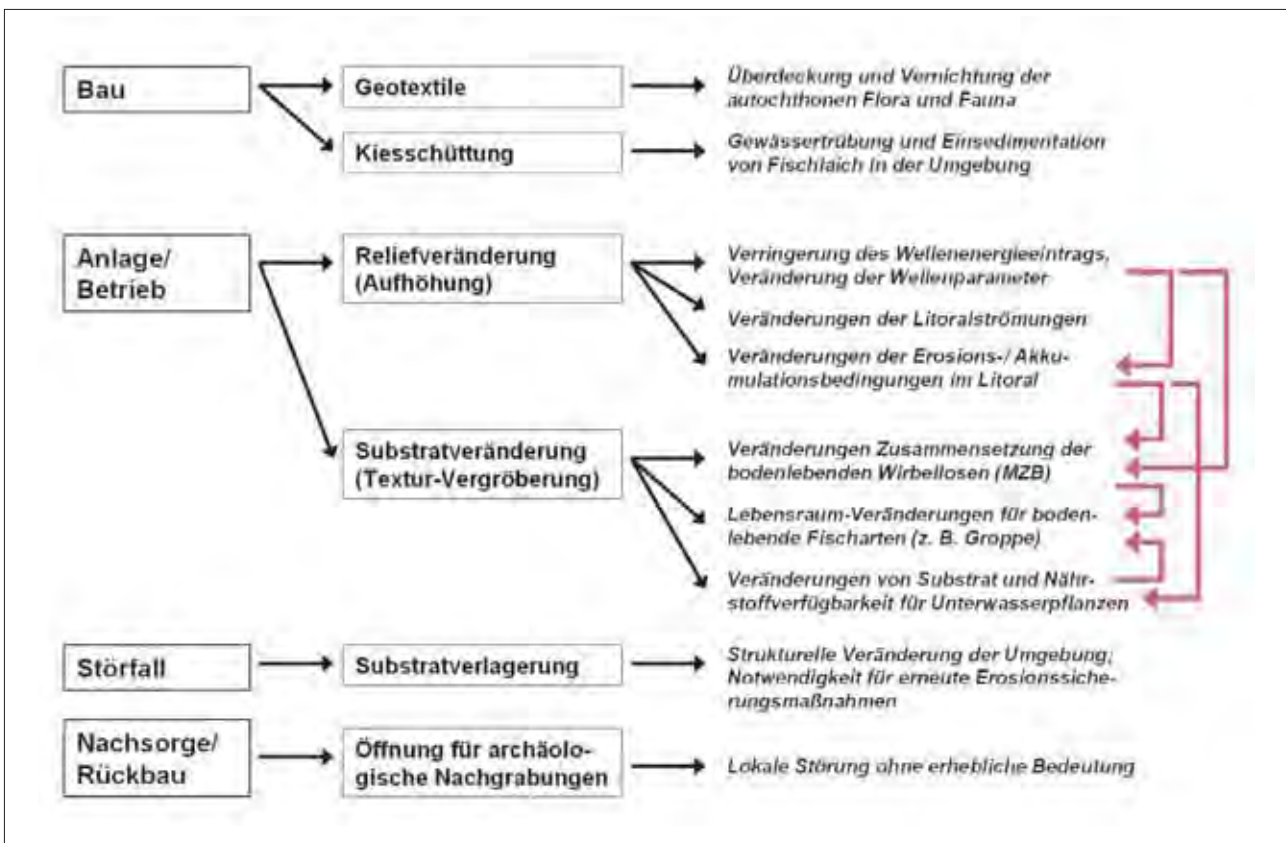 Bau
Geotextile
Überdeckung und Vernichtung der
autochthonen Flora und Fauna
Kiesschüttung
Gewässertrübung und Einsedimentation
von Fischlaich in der Umgebung
Anlage/
Betrieb
Reliefveränderung
(Aufhöhung)
Verringerung des Wellenenergieeintrags,
Veränderung der Wellenparameter
Veränderungen der Litoralströmungen
Veränderungen der Erosions-/ Akku-
mulationsbedingungen im Litoral
Substratveränderung
(Textur-Vergröberung)
Veränderungen Zusammensetzung der
bodenlebenden Wirbellosen (MZB)
Lebensraum-Veränderungen für boden-
lebende Fischarten (z. B. Groppe)
Veränderungen von Substrat und Nähr-
stoffverfügbarkeit für Unterwasserpflanzen
Störfall
Substratverlagerung
Strukturelle Veränderung der Umgebung;
Notwendigkeit für erneute Erosionssiche-
rungsmaßnahmen
Nachsorge/
Rückbau
Öffnung für archäolo-
gische Nachgrabungen
Lokale Störung ohne erhebliche Bedeutung